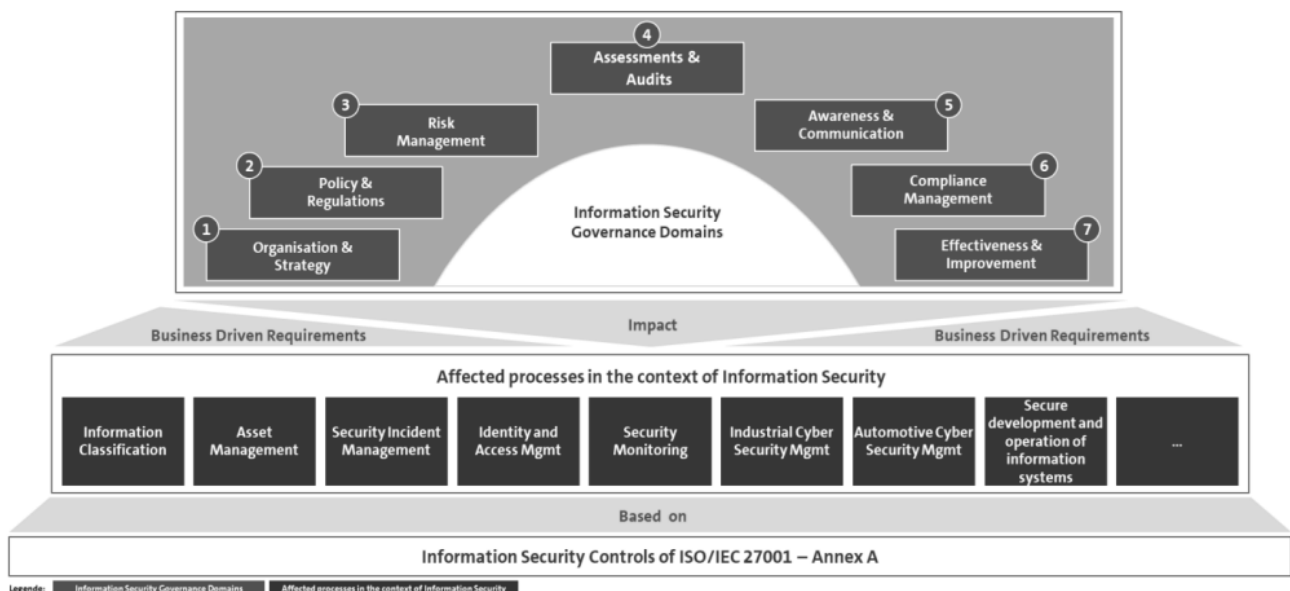 4
Assessments &
Audits
3
Risk
Management
5
Awareness &
Communication
2
Policy &
Regulations
6
Compliance
Management
1
Organisation &
Strategy
7
Effectiveness &
Improvement
Information Security
Governance Domains
Impact
Business Driven Requirements
Business Driven Requirements
Affected processes in the context of Information Security
Information
Classification
Asset
Management
Security Incident
Management
Identity and
Access Mgmt
Security
Monitoring
Industrial Cyber
Security Mgmt
Automotive Cyber
Security Mgmt
Secure
development and
operation of
information
systems
...
Based on
Information Security Controls of ISO/IEC 27001 – Annex A
Legende:
Information Security Governance Domains
Affected processes in the context of Information Security